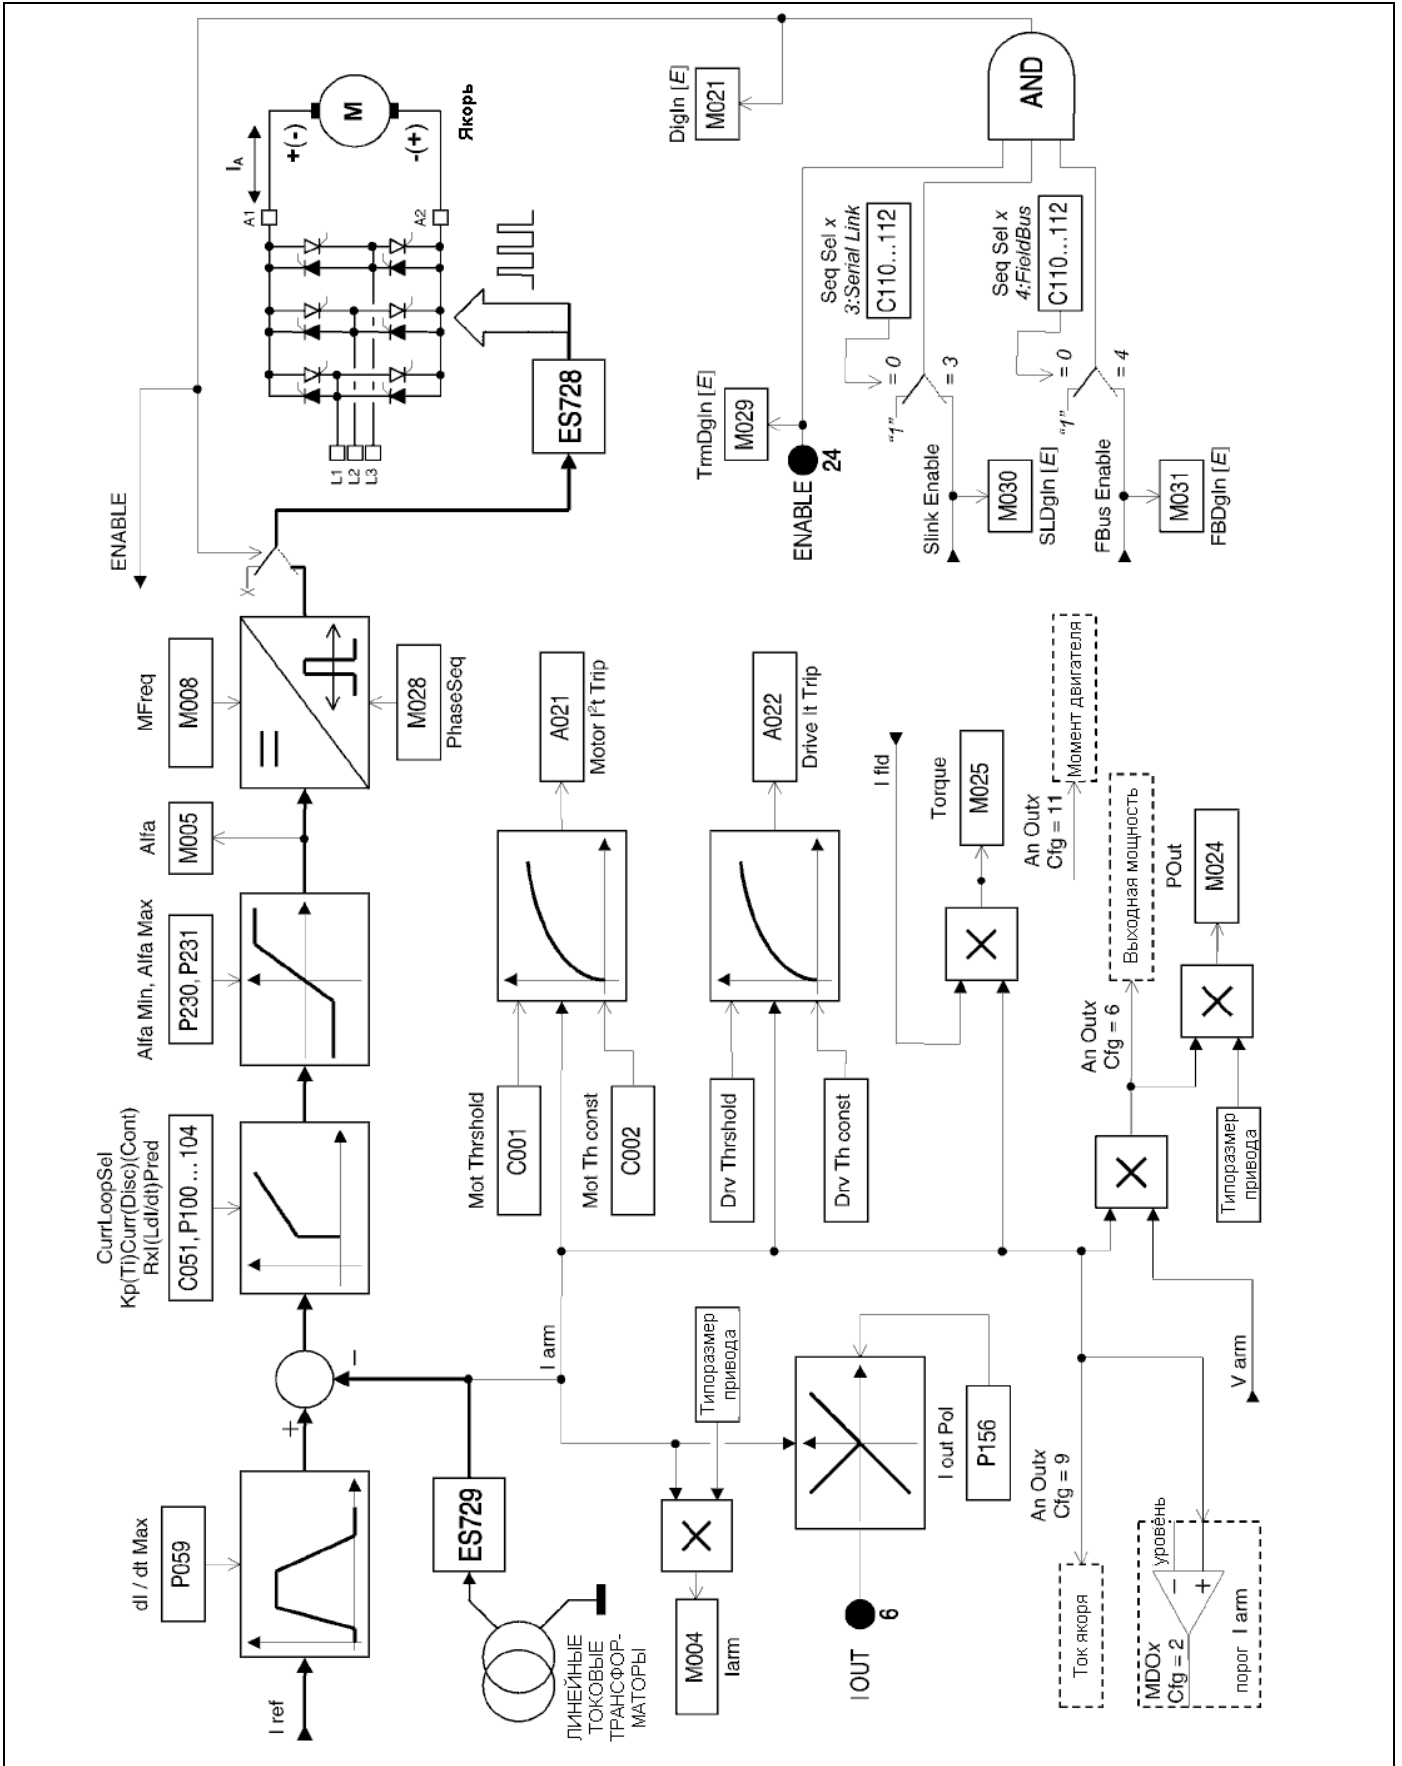 I ref
dI / dt Max
P059
+
−
ЛИНЕЙНЫЕ
ТОКОВЫЕ
ТРАНСФОР-
МАТОРЫ
ES729
CurrLoopSel
Kp(Ti)Curr(Disc)(Cont)
RxI(LdI/dt)Pred
C051, P100 ... 104
Alfa Min, Alfa Max
P230, P231
Alfa
M005
MFreq
M008
M028
PhaseSeq
ENABLE
X
ES728
L1
L2
L3
A1
A2
IA
+(-)
-(+)
M
Якорь
I arm
Mot Thrshold
C001
Mot Th const
C002
A021
Motor I²t Trip
Drv Thrshold
Drv Th const
A022
Drive It Trip
Типоразмер
привода
X
M004
Iarm
IOUT
6
I out Pol
P156
I fld
X
Torque
M025
An Outx
Cfg = 11
Момент двигателя
An Outx
Cfg = 6
Выходная мощность
POut
M024
X
X
Типоразмер
привода
V arm
An Outx
Cfg = 9
Ток якоря
MDOx
Cfg = 2
уровень
−
+
порог I arm
DigIn [E]
M021
AND
TrmDgIn [E]
M029
ENABLE
24
Seq Sel x
3:Serial Link
C110...112
"1"
= 0
= 3
Slink Enable
M030
SLDgIn [E]
Seq Sel x
4:FieldBus
C110...112
"1"
= 0
= 4
FBus Enable
M031
FBDgIn [E]